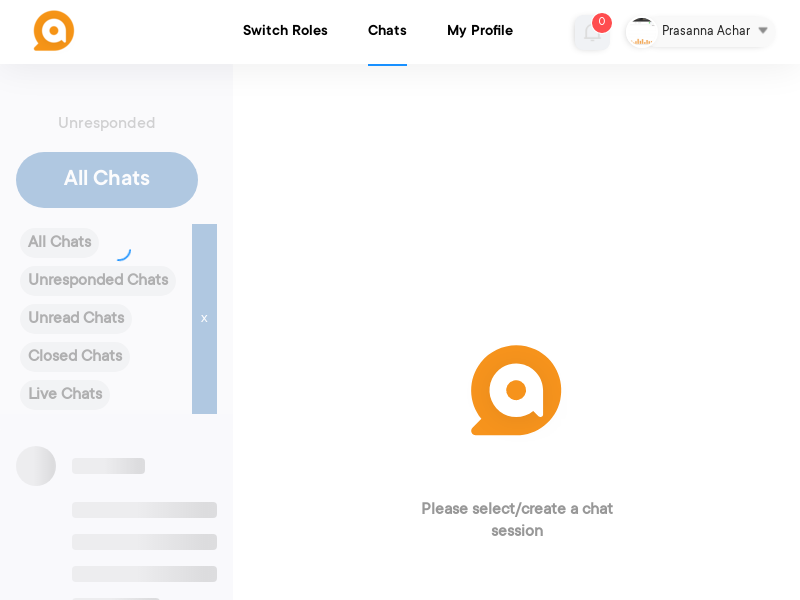 Switch Roles
Chats
My Profile
0
Prasanna Achar
Unresponded
All Chats
All Chats
Unresponded Chats
Unread Chats
x
Closed Chats
Live Chats
Please select/create a chat
session